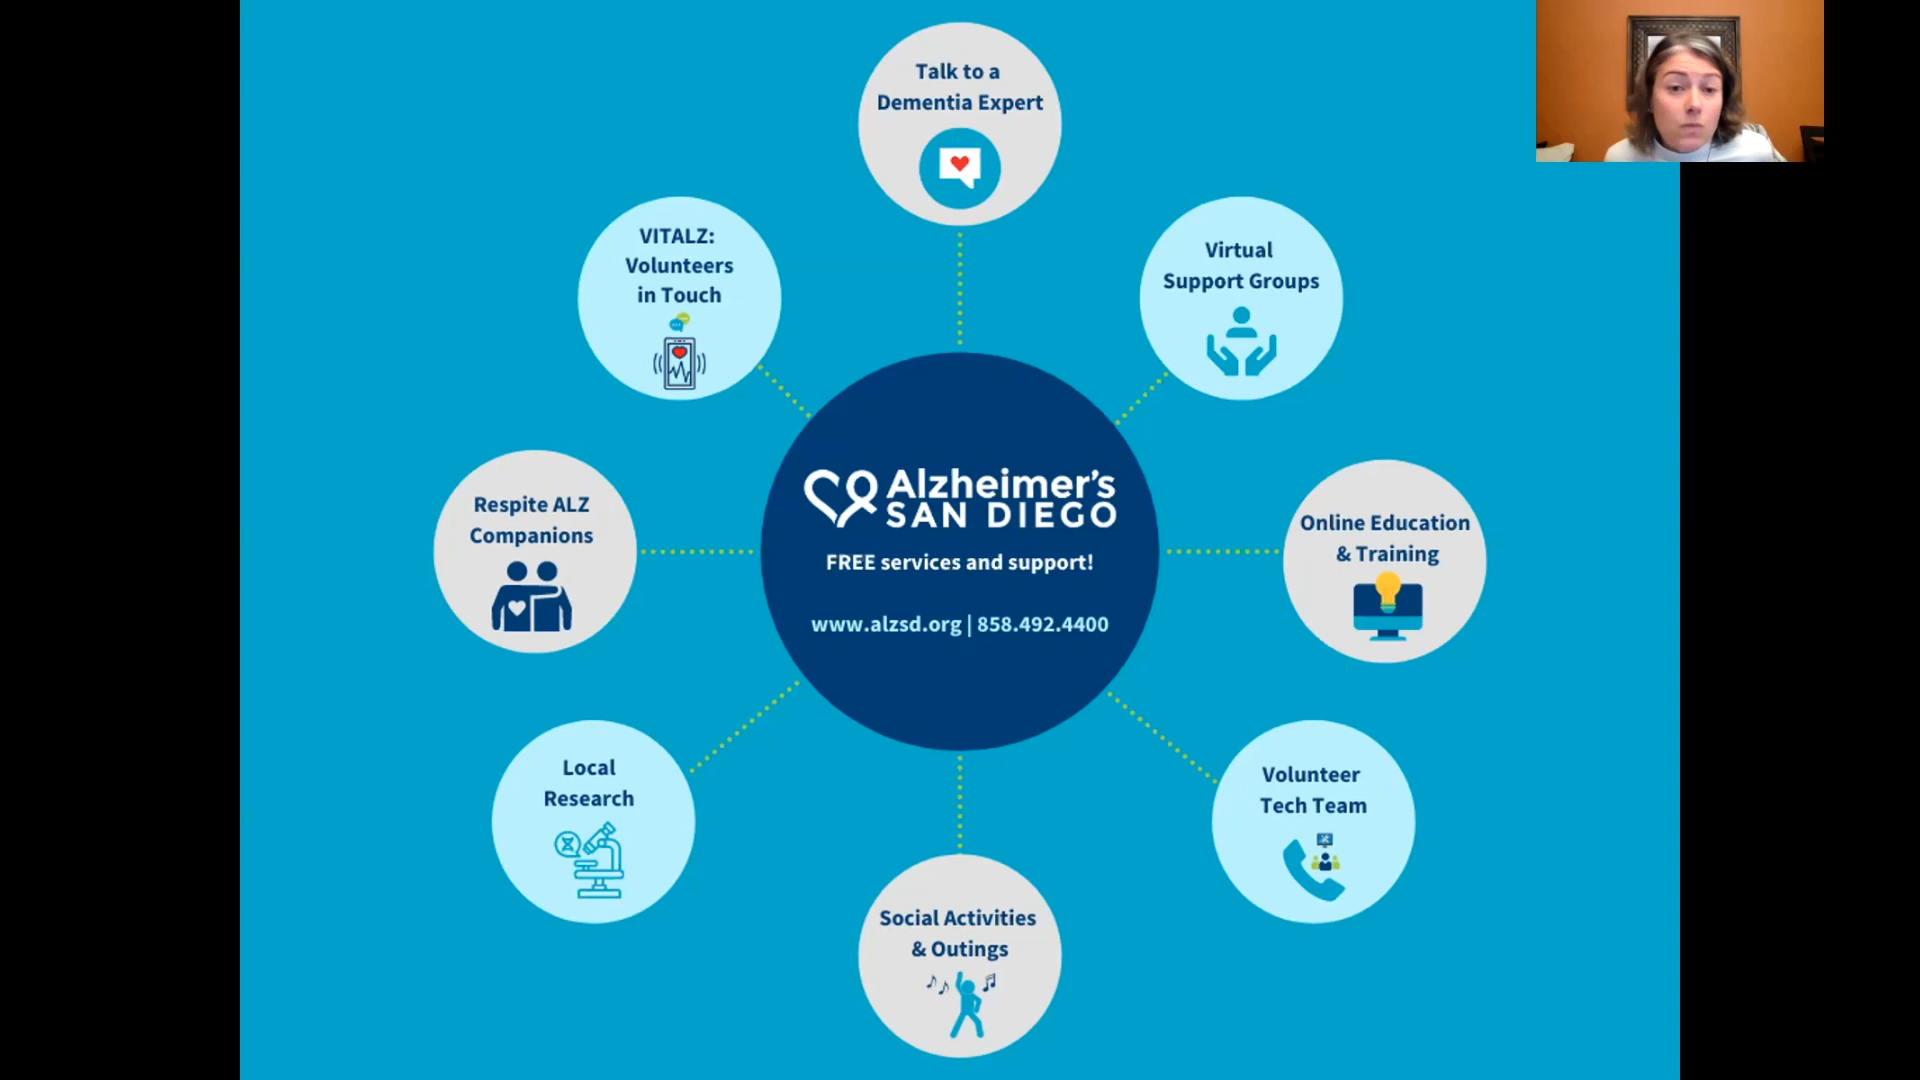 Talk to a
Dementia Expert
VITALZ:
Volunteers
in Touch
Virtual
Support Groups
Respite ALZ
Companions
Alzheimer's
SAN DIEGO
FREE services and support!
www.alzsd.org | 858.492.4400
Online Education
& Training
Local
Research
Volunteer
Tech Team
Social Activities
& Outings